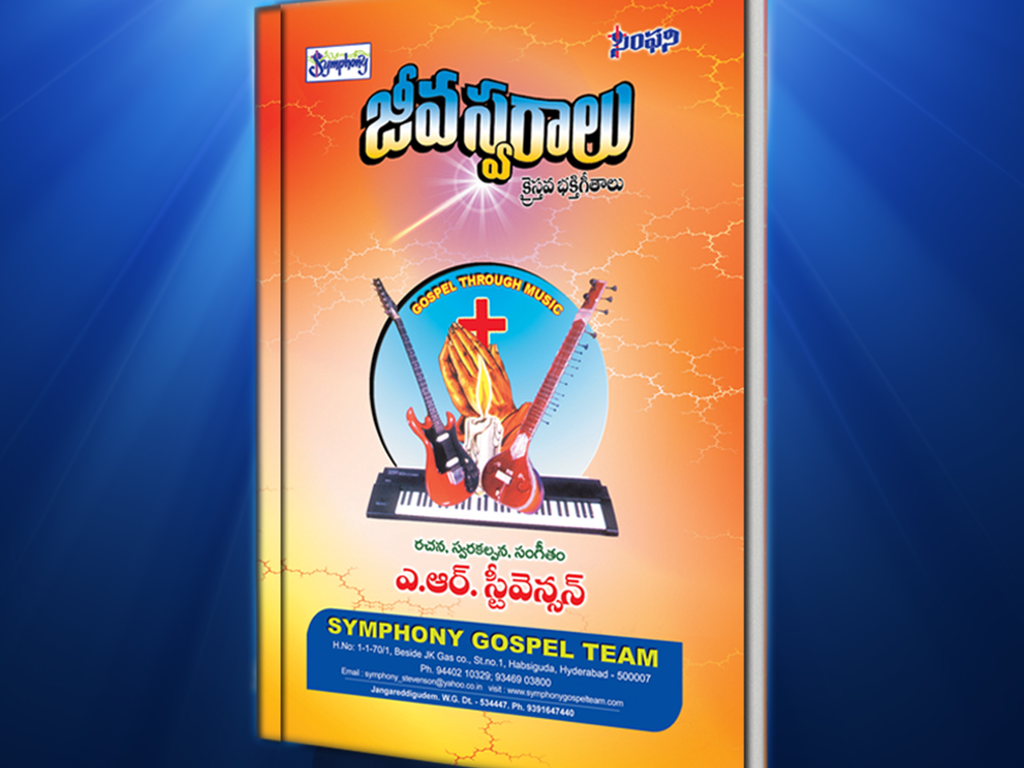 Symphony
సింఫని
జీవస్వరాలు
క్రైస్తవ భక్తిగీతాలు
GOSPEL THROUGH MUSIC
రచన, స్వరకల్పన, సంగీతం
ఎ.ఆర్. స్టీవెన్సన్
SYMPHONY GOSPEL TEAM
H.No: 1-1-70/1, Beside JK Gas co., St.no.1, Habsiguda, Hyderabad - 500007
Ph. 94402 10329; 93469 03800
Email : symphony_stevenson@yahoo.co.in visit : www.symphonygospelteam.com
Jangareddigudem. W.G. Dt. - 534447. Ph. 9391647440